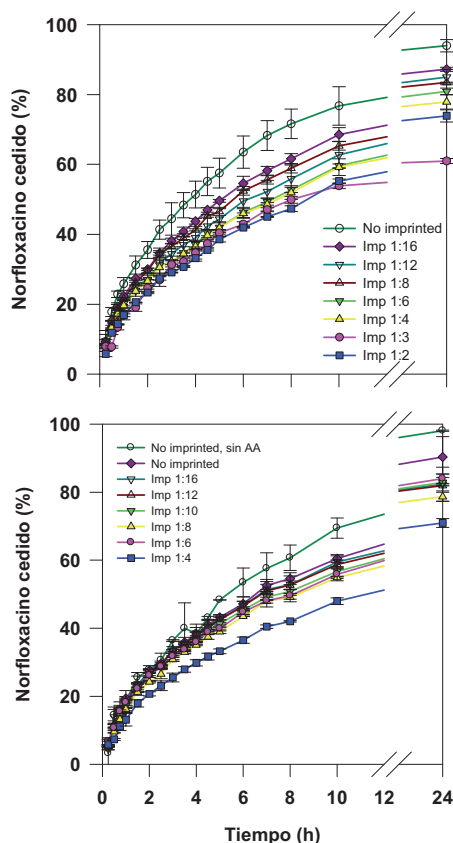 100
80
60
40
20
0
Norfloxacino cedido (%)
No imprinted
Imp 1:16
Imp 1:12
Imp 1:8
Imp 1:6
Imp 1:4
Imp 1:3
Imp 1:2
100
80
60
40
20
0
Norfloxacino cedido (%)
No imprinted, sin AA
No imprinted
Imp 1:16
Imp 1:12
Imp 1:10
Imp 1:8
Imp 1:6
Imp 1:4
0 2 4 6 8 10 12 24
Tiempo (h)